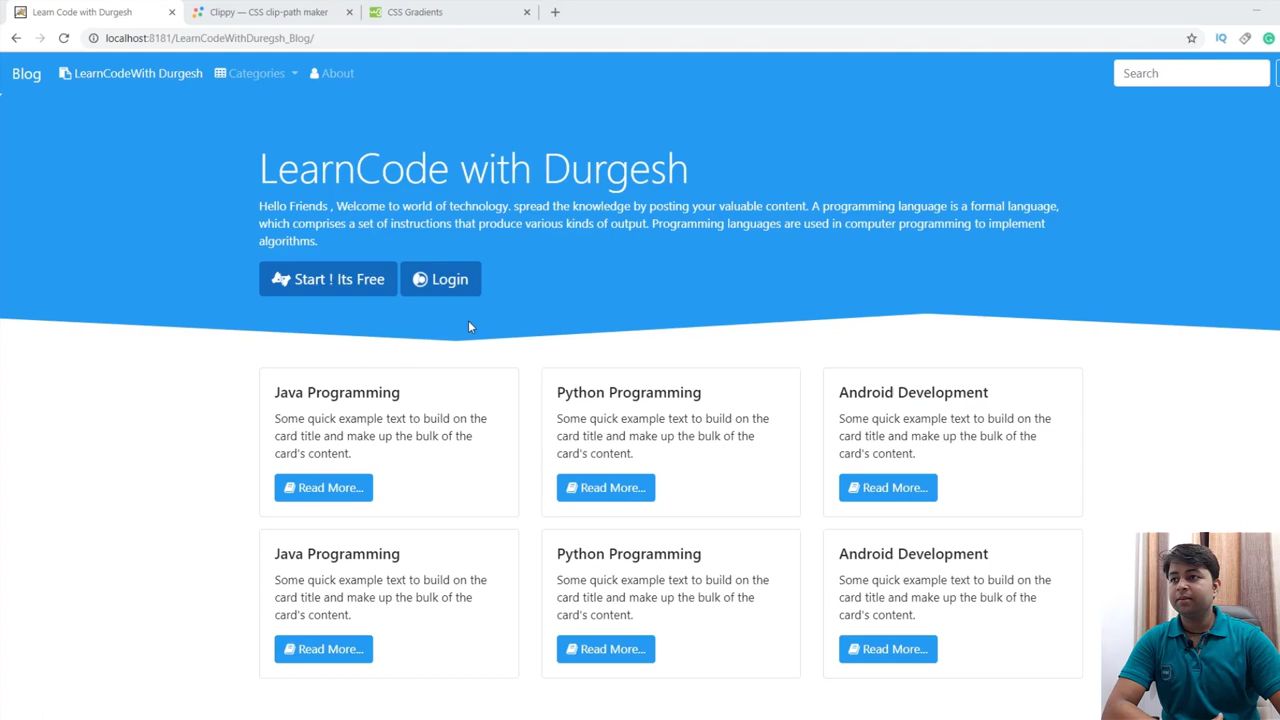 Learn Code with Durgesh
Clippy — CSS clip-path maker
CSS Gradients
localhost:8181/LearnCodeWithDuregsh_Blog/
IQ
Blog
LearnCodeWith Durgesh
Categories
About
Search
LearnCode with Durgesh
Hello Friends , Welcome to world of technology. spread the knowledge by posting your valuable content. A programming language is a formal language,
which comprises a set of instructions that produce various kinds of output. Programming languages are used in computer programming to implement
algorithms.
Start ! Its Free
Login
Java Programming
Some quick example text to build on the
card title and make up the bulk of the
card's content.
Read More...
Python Programming
Some quick example text to build on the
card title and make up the bulk of the
card's content.
Read More...
Android Development
Some quick example text to build on the
card title and make up the bulk of the
card's content.
Read More...
Java Programming
Some quick example text to build on the
card title and make up the bulk of the
card's content.
Read More...
Python Programming
Some quick example text to build on the
card title and make up the bulk of the
card's content.
Read More...
Android Development
Some quick example text to build on the
card title and make up the bulk of the
card's content.
Read More...